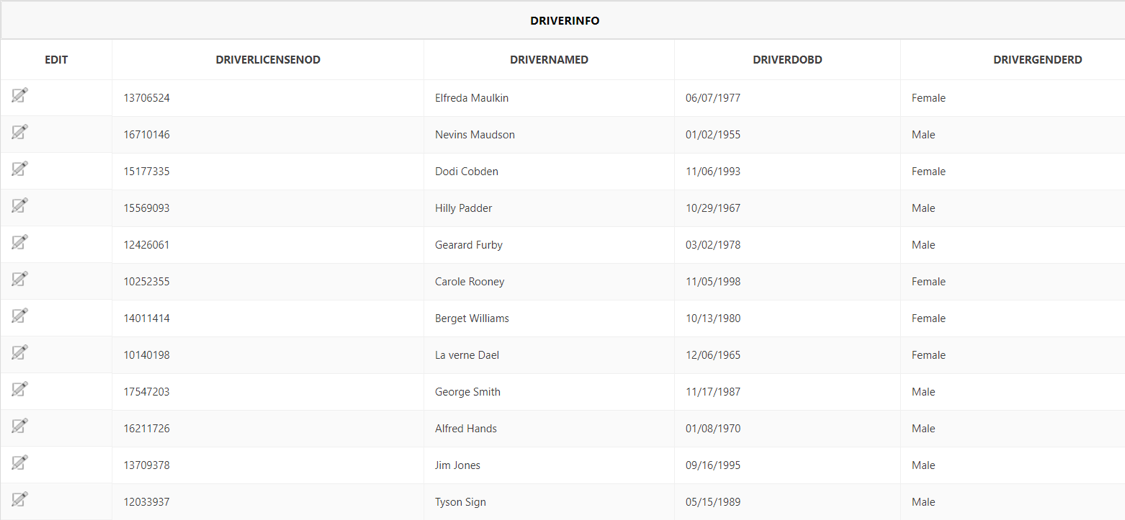 DRIVERINFO
EDIT DRIVERLICENSENOD DRIVERNAMED DRIVERDOBD DRIVERGENDERD
13706524 Elfreda Maulkin 06/07/1977 Female
16710146 Nevins Maudson 01/02/1955 Male
15177335 Dodi Cobden 11/06/1993 Female
15569093 Hilly Padder 10/29/1967 Male
12426061 Gearard Furby 03/02/1978 Male
10252355 Carole Rooney 11/05/1998 Female
14011414 Berget Williams 10/13/1980 Female
10140198 La verne Dael 12/06/1965 Female
17547203 George Smith 11/17/1987 Male
16211726 Alfred Hands 01/08/1970 Male
13709378 Jim Jones 09/16/1995 Male
12033937 Tyson Sign 05/15/1989 Male